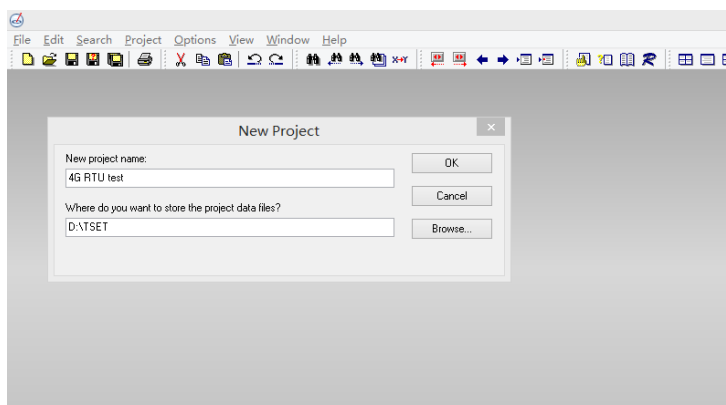 File Edit Search Project Options View Window Help
New Project
New project name:
4G RTU test
Where do you want to store the project data files?
D:\TSET
OK
Cancel
Browse...